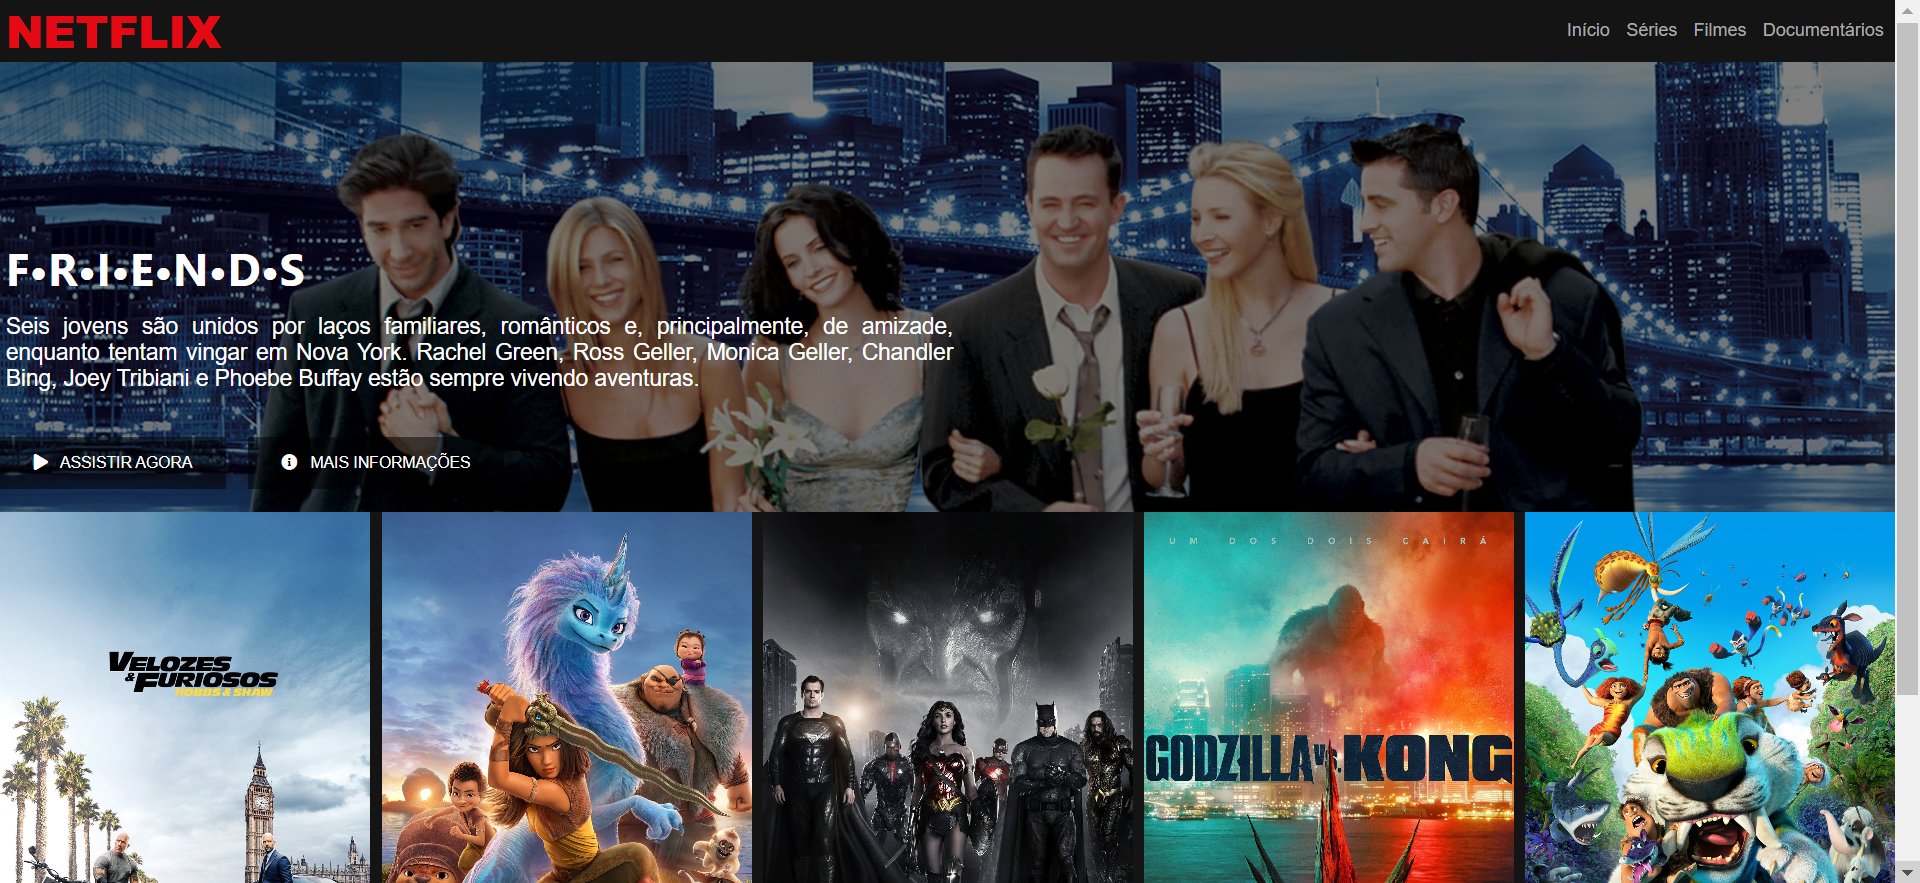 NETFLIX
Início Séries Filmes Documentários
F•R•I•E•N•D•S
Seis jovens são unidos por laços familiares, românticos e, principalmente, de amizade,
enquanto tentam vingar em Nova York. Rachel Green, Ross Geller, Monica Geller, Chandler
Bing, Joey Tribiani e Phoebe Buffay estão sempre vivendo aventuras.
ASSISTIR AGORA
MAIS INFORMAÇÕES
VELOZES
& FURIOSOS
HOBBS & SHAW
UM DOS DOIS CAIRÁ
GODZILLA vs. KONG